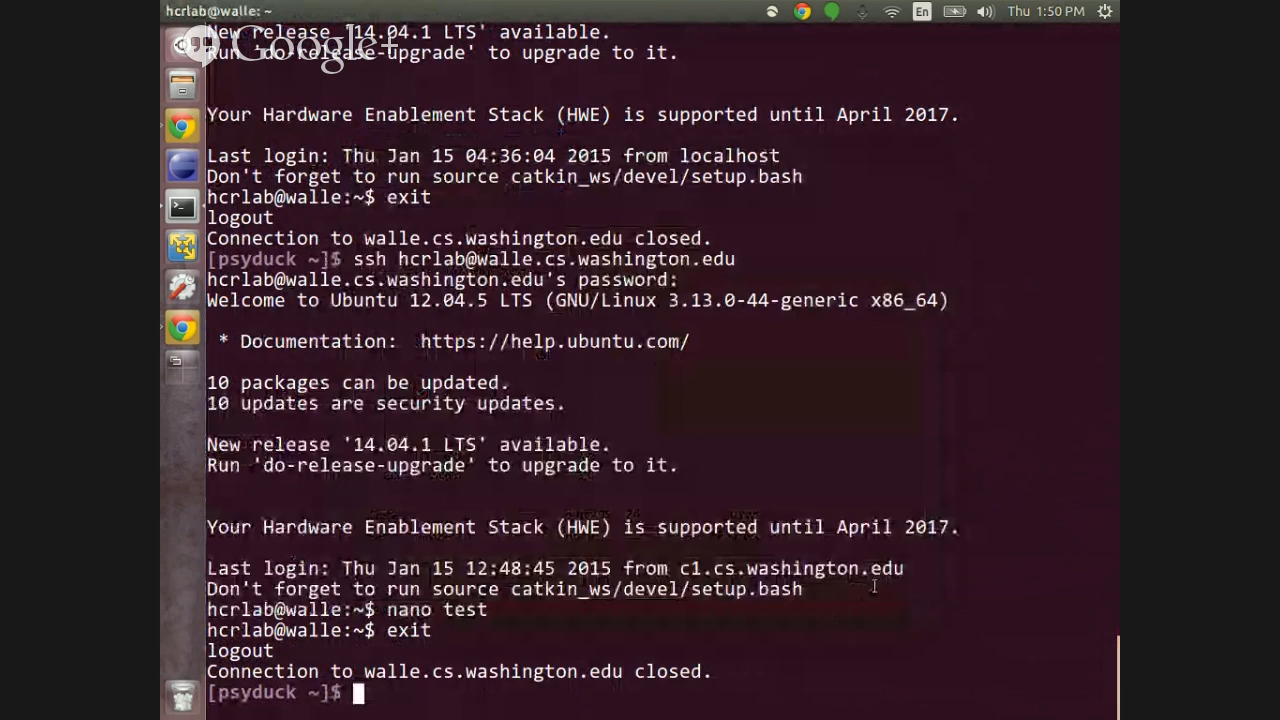 hcrlab@walle: ~
En
Thu 1:50 PM
Google+
New release '14.04.1 LTS' available.
Run 'do-release-upgrade' to upgrade to it.
Your Hardware Enablement Stack (HWE) is supported until April 2017.
Last login: Thu Jan 15 04:36:04 2015 from localhost
Don't forget to run source catkin_ws/devel/setup.bash
hcrlab@walle:~$ exit
logout
Connection to walle.cs.washington.edu closed.
[psyduck ~]$ ssh hcrlab@walle.cs.washington.edu
hcrlab@walle.cs.washington.edu's password:
Welcome to Ubuntu 12.04.5 LTS (GNU/Linux 3.13.0-44-generic x86_64)
* Documentation:  https://help.ubuntu.com/
10 packages can be updated.
10 updates are security updates.
New release '14.04.1 LTS' available.
Run 'do-release-upgrade' to upgrade to it.
Your Hardware Enablement Stack (HWE) is supported until April 2017.
Last login: Thu Jan 15 12:48:45 2015 from c1.cs.washington.edu
Don't forget to run source catkin_ws/devel/setup.bash
hcrlab@walle:~$ nano test
hcrlab@walle:~$ exit
logout
Connection to walle.cs.washington.edu closed.
[psyduck ~]$